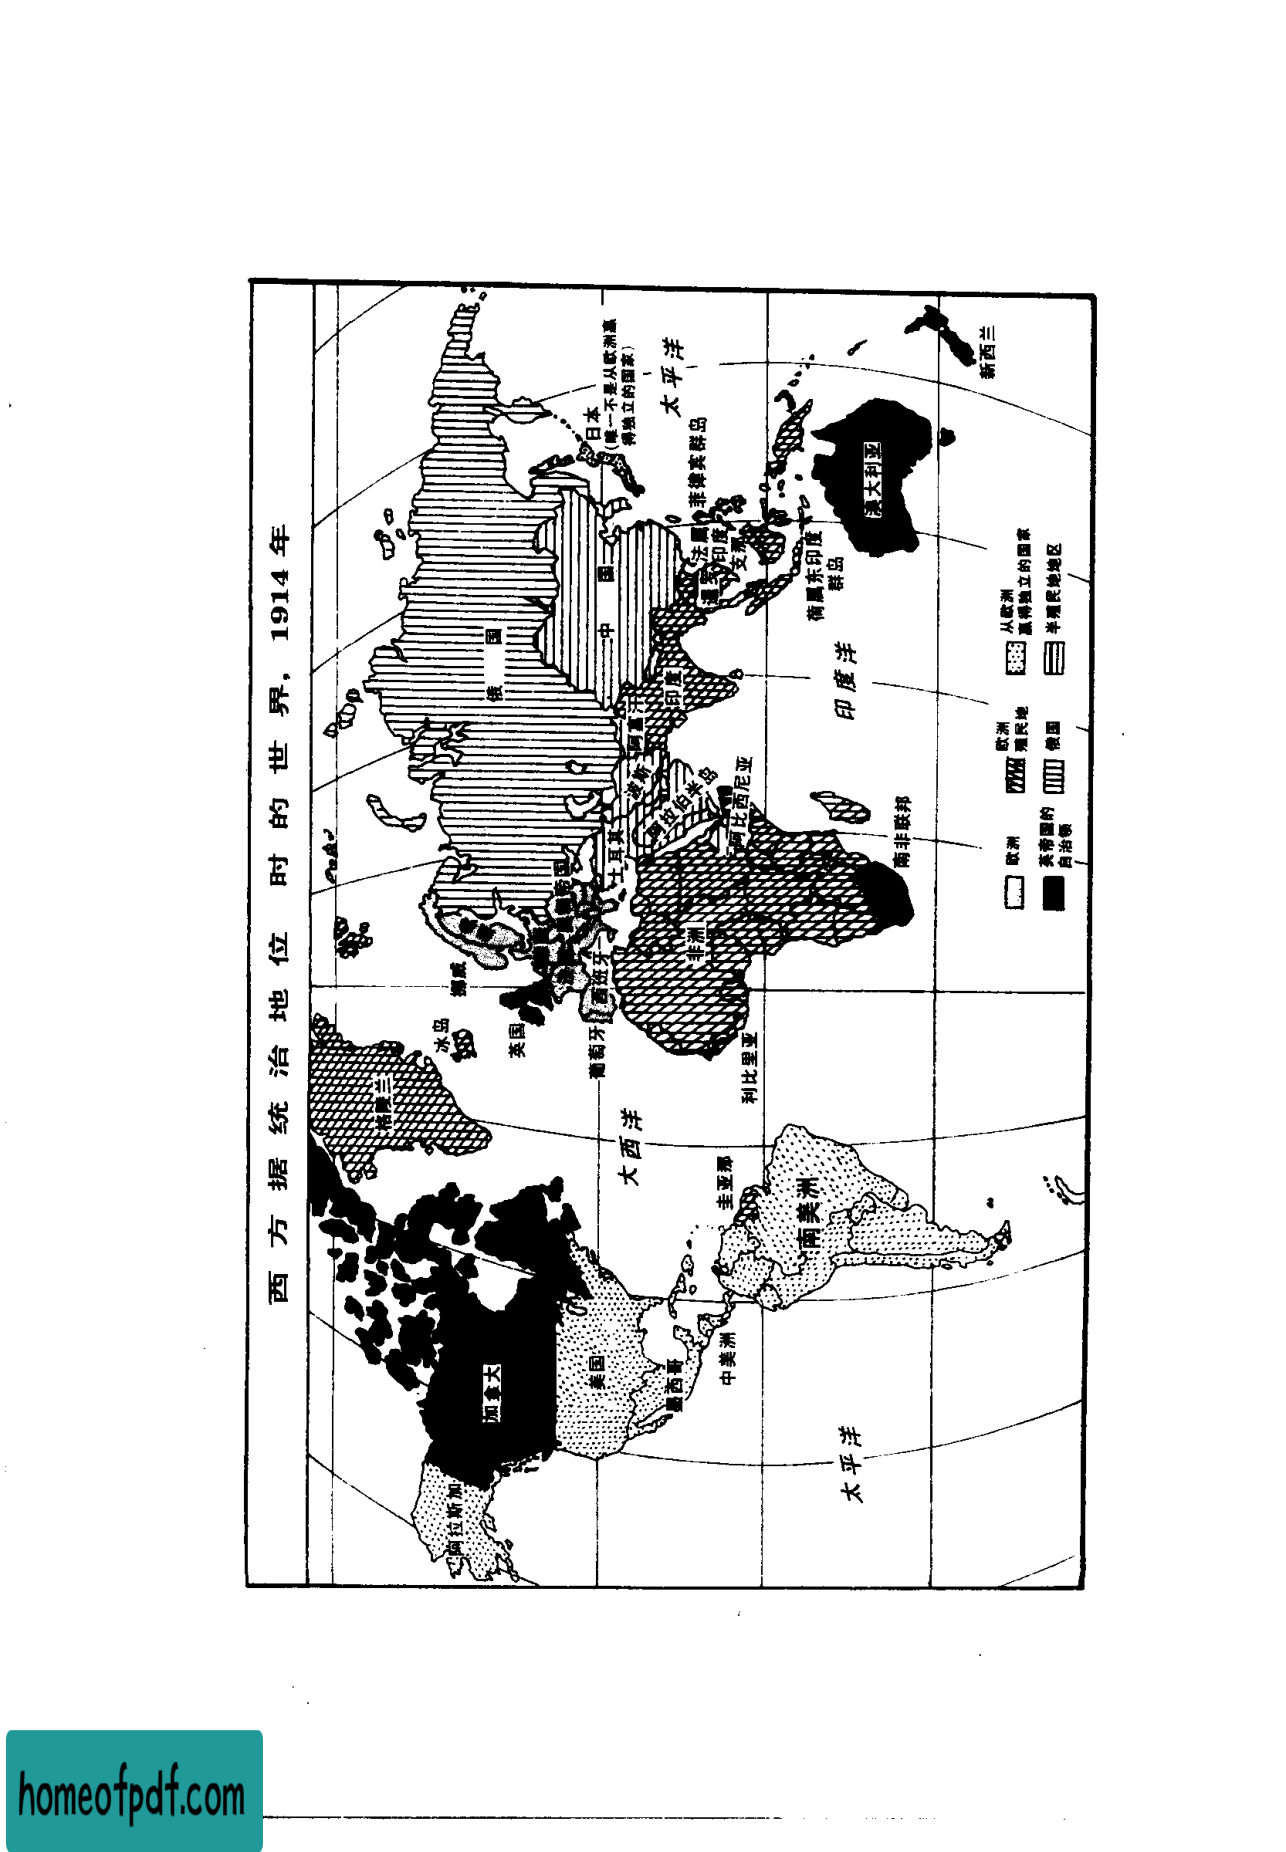 西方据统治地位时的世界，1914年
太平洋
日本
(唯一不是从欧洲赢
得独立的国家)
新西兰
菲律宾群岛
澳大利亚
法属
印度
支那
暹罗
荷属东印度
群岛
中国
俄国
印度洋
印度
阿富汗
波斯
阿拉伯半岛
阿比西尼亚
土耳其
南非联邦
非洲
挪威
西班牙
英国
冰岛
葡萄牙
利比里亚
格陵兰
大西洋
圭亚那
南美洲
中美洲
加拿大
美国
墨西哥
阿拉斯加
太平洋
欧洲
英帝国的
自治领
欧洲
殖民地
俄国
从欧洲
赢得独立的国家
半殖民地地区
homeofpdf.com